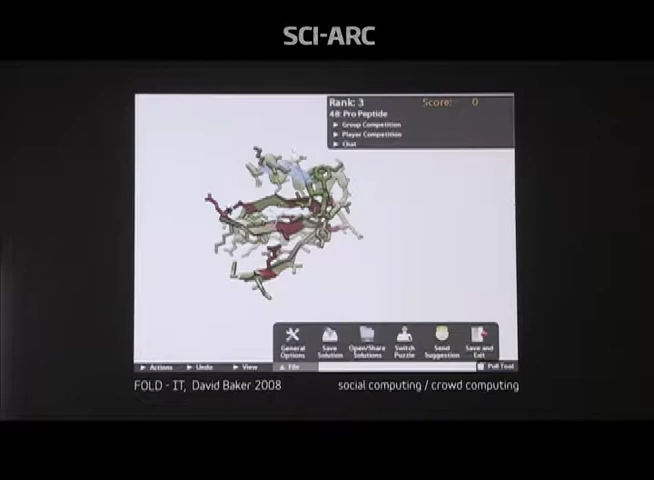 SCI-ARC
Rank: 3 Score: 0
48: Pro Peptide
Group Competition
Player Competition
Chat
General Options
Save Solution
Open/Share Solutions
Switch Puzzle
Send Suggestion
Save and Exit
Actions Undo View File Pull Tool
FOLD - IT, David Baker 2008 social computing / crowd computing